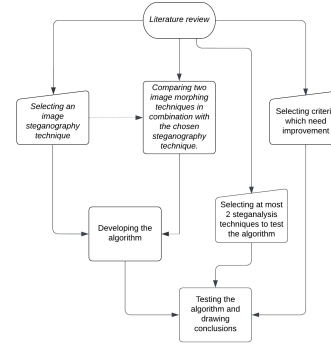 Literature review
Selecting an
image
steganography
technique
Comparing two
image morphing
techniques in
combination with
the chosen
steganography
technique.
Selecting criteria
which need
improvement
Selecting at most
2 steganalysis
techniques to test
the algorithm
Developing the
algorithm
Testing the
algorithm and
drawing
conclusions